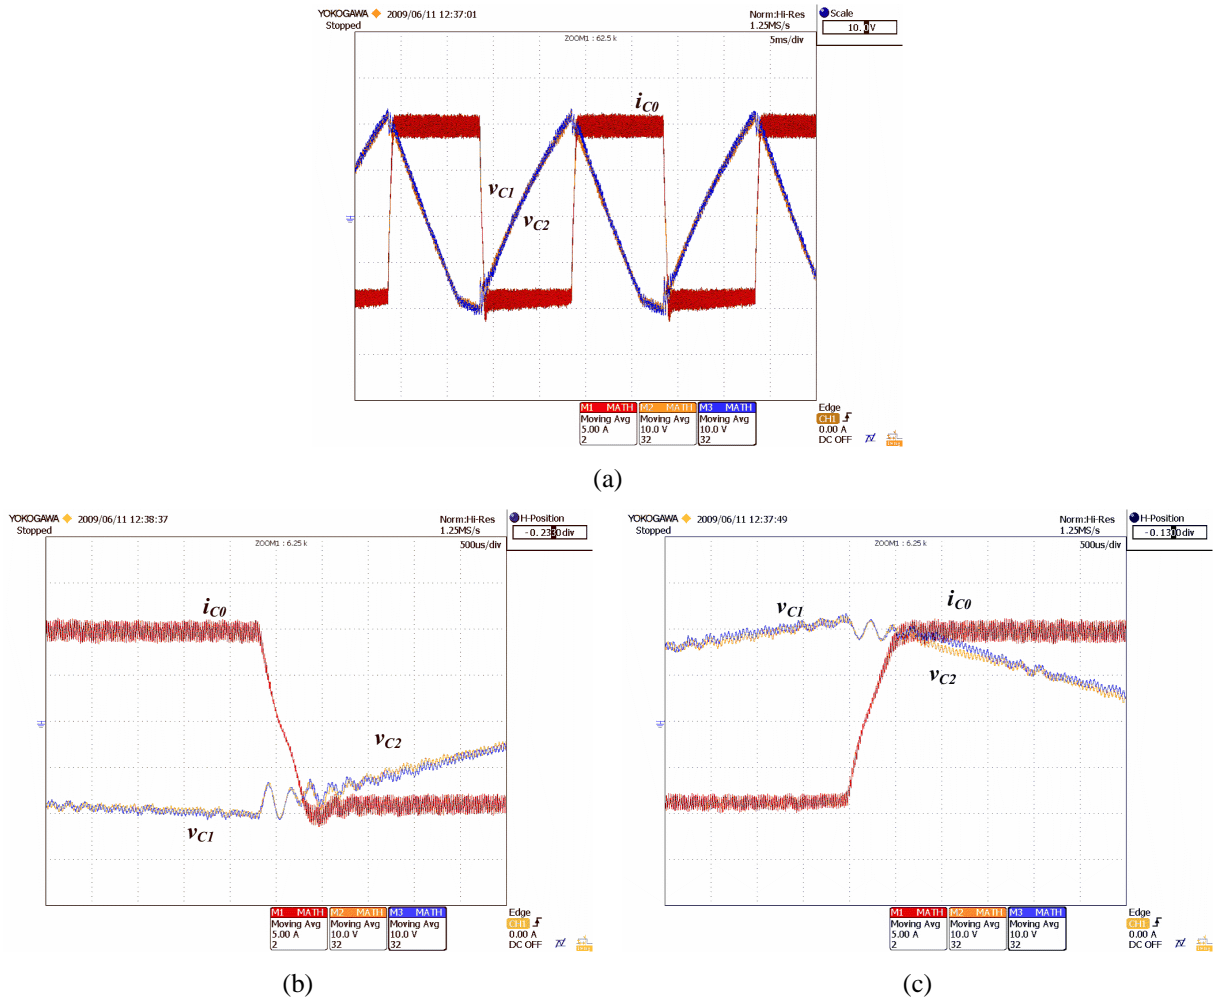 YOKOGAWA 2009/06/11 12:37:01
Stopped
Norm:Hi-Res
1.25MS/s
5ms/div
ZOOM1 : 62.5 k
Scale
10.0V
iC0
vC1
vC2
M1 MATH
Moving Avg
5.00 A
2
M2 MATH
Moving Avg
10.0 V
32
M3 MATH
Moving Avg
10.0 V
32
Edge
CH1
0.00 A
DC OFF
(a)
YOKOGAWA 2009/06/11 12:38:37
Stopped
Norm:Hi-Res
1.25MS/s
500us/div
ZOOM1 : 6.25 k
H-Position
-0.2330div
iC0
vC2
vC1
M1 MATH
Moving Avg
5.00 A
2
M2 MATH
Moving Avg
10.0 V
32
M3 MATH
Moving Avg
10.0 V
32
Edge
CH1
0.00 A
DC OFF
(b)
YOKOGAWA 2009/06/11 12:37:49
Stopped
Norm:Hi-Res
1.25MS/s
500us/div
ZOOM1 : 6.25 k
H-Position
-0.1300div
vC1
iC0
vC2
M1 MATH
Moving Avg
5.00 A
2
M2 MATH
Moving Avg
10.0 V
32
M3 MATH
Moving Avg
10.0 V
32
Edge
CH1
0.00 A
DC OFF
(c)